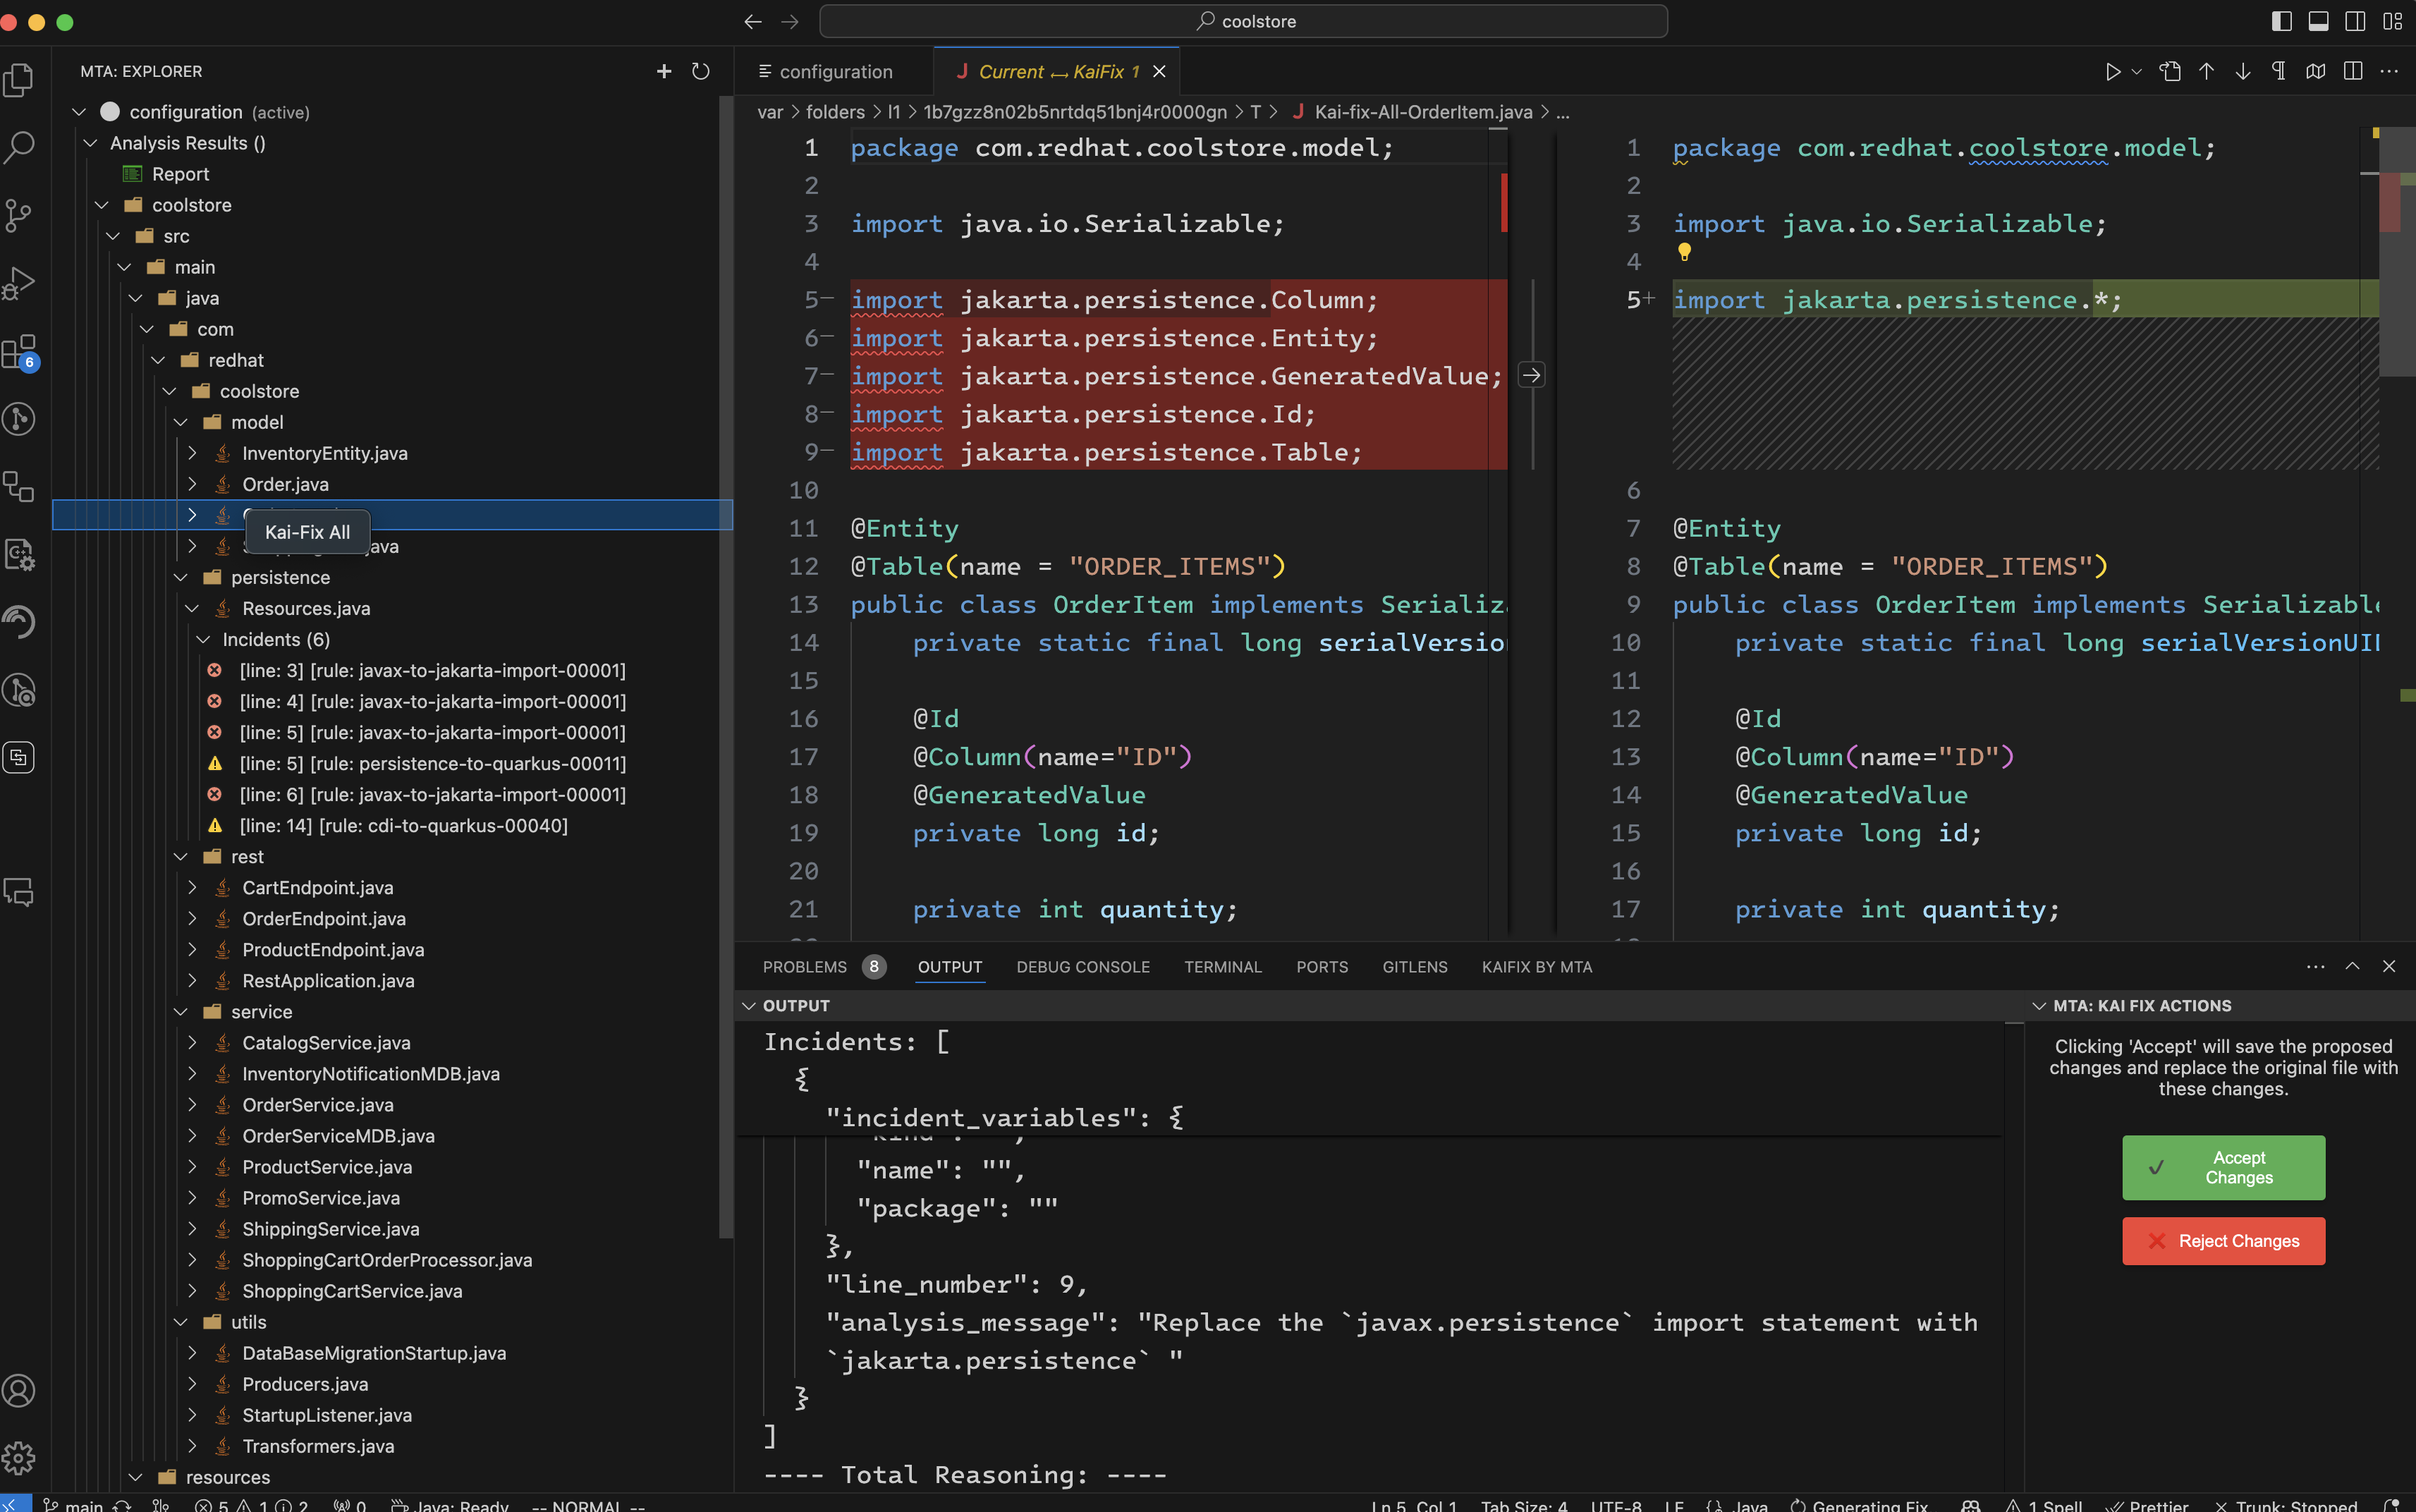 coolstore
MTA: EXPLORER
configuration (active)
Analysis Results ()
Report
coolstore
src
main
java
com
redhat
coolstore
model
InventoryEntity.java
Order.java
Kai-Fix All
persistence
Resources.java
Incidents (6)
[line: 3] [rule: javax-to-jakarta-import-00001]
[line: 4] [rule: javax-to-jakarta-import-00001]
[line: 5] [rule: javax-to-jakarta-import-00001]
[line: 5] [rule: persistence-to-quarkus-00011]
[line: 6] [rule: javax-to-jakarta-import-00001]
[line: 14] [rule: cdi-to-quarkus-00040]
rest
CartEndpoint.java
OrderEndpoint.java
ProductEndpoint.java
RestApplication.java
service
CatalogService.java
InventoryNotificationMDB.java
OrderService.java
OrderServiceMDB.java
ProductService.java
PromoService.java
ShippingService.java
ShoppingCartOrderProcessor.java
ShoppingCartService.java
utils
DataBaseMigrationStartup.java
Producers.java
StartupListener.java
Transformers.java
resources
6
configuration
J Current ↔ KaiFix 1
var > folders > l1 > 1b7gzz8n02b5nrtdq51bnj4r0000gn > T > J Kai-fix-All-OrderItem.java > ...
1 package com.redhat.coolstore.model;
2
3 import java.io.Serializable;
4
5— import jakarta.persistence.Column;
6— import jakarta.persistence.Entity;
7— import jakarta.persistence.GeneratedValue;
8— import jakarta.persistence.Id;
9— import jakarta.persistence.Table;
10
11 @Entity
12 @Table(name = "ORDER_ITEMS")
13 public class OrderItem implements Serializ
14 private static final long serialVersio
15
16 @Id
17 @Column(name="ID")
18 @GeneratedValue
19 private long id;
20
21 private int quantity;
1 package com.redhat.coolstore.model;
2
3 import java.io.Serializable;
4
5+ import jakarta.persistence.*;
6
7 @Entity
8 @Table(name = "ORDER_ITEMS")
9 public class OrderItem implements Serializable
10 private static final long serialVersionUID
11
12 @Id
13 @Column(name="ID")
14 @GeneratedValue
15 private long id;
16
17 private int quantity;
PROBLEMS 8 OUTPUT DEBUG CONSOLE TERMINAL PORTS GITLENS KAIFIX BY MTA
OUTPUT
Incidents: [
{
"incident_variables": {
"name": "",
"package": ""
},
"line_number": 9,
"analysis_message": "Replace the `javax.persistence` import statement with
`jakarta.persistence` "
}
]
---- Total Reasoning: ----
MTA: KAI FIX ACTIONS
Clicking 'Accept' will save the proposed
changes and replace the original file with
these changes.
Accept
Changes
Reject Changes
main 5 1 2 0 Java: Ready -- NORMAL --
Ln 5, Col 1 Tab Size: 4 UTF-8 LF {} Java Generating Fix 1 Spell Prettier Trunk: Stopped